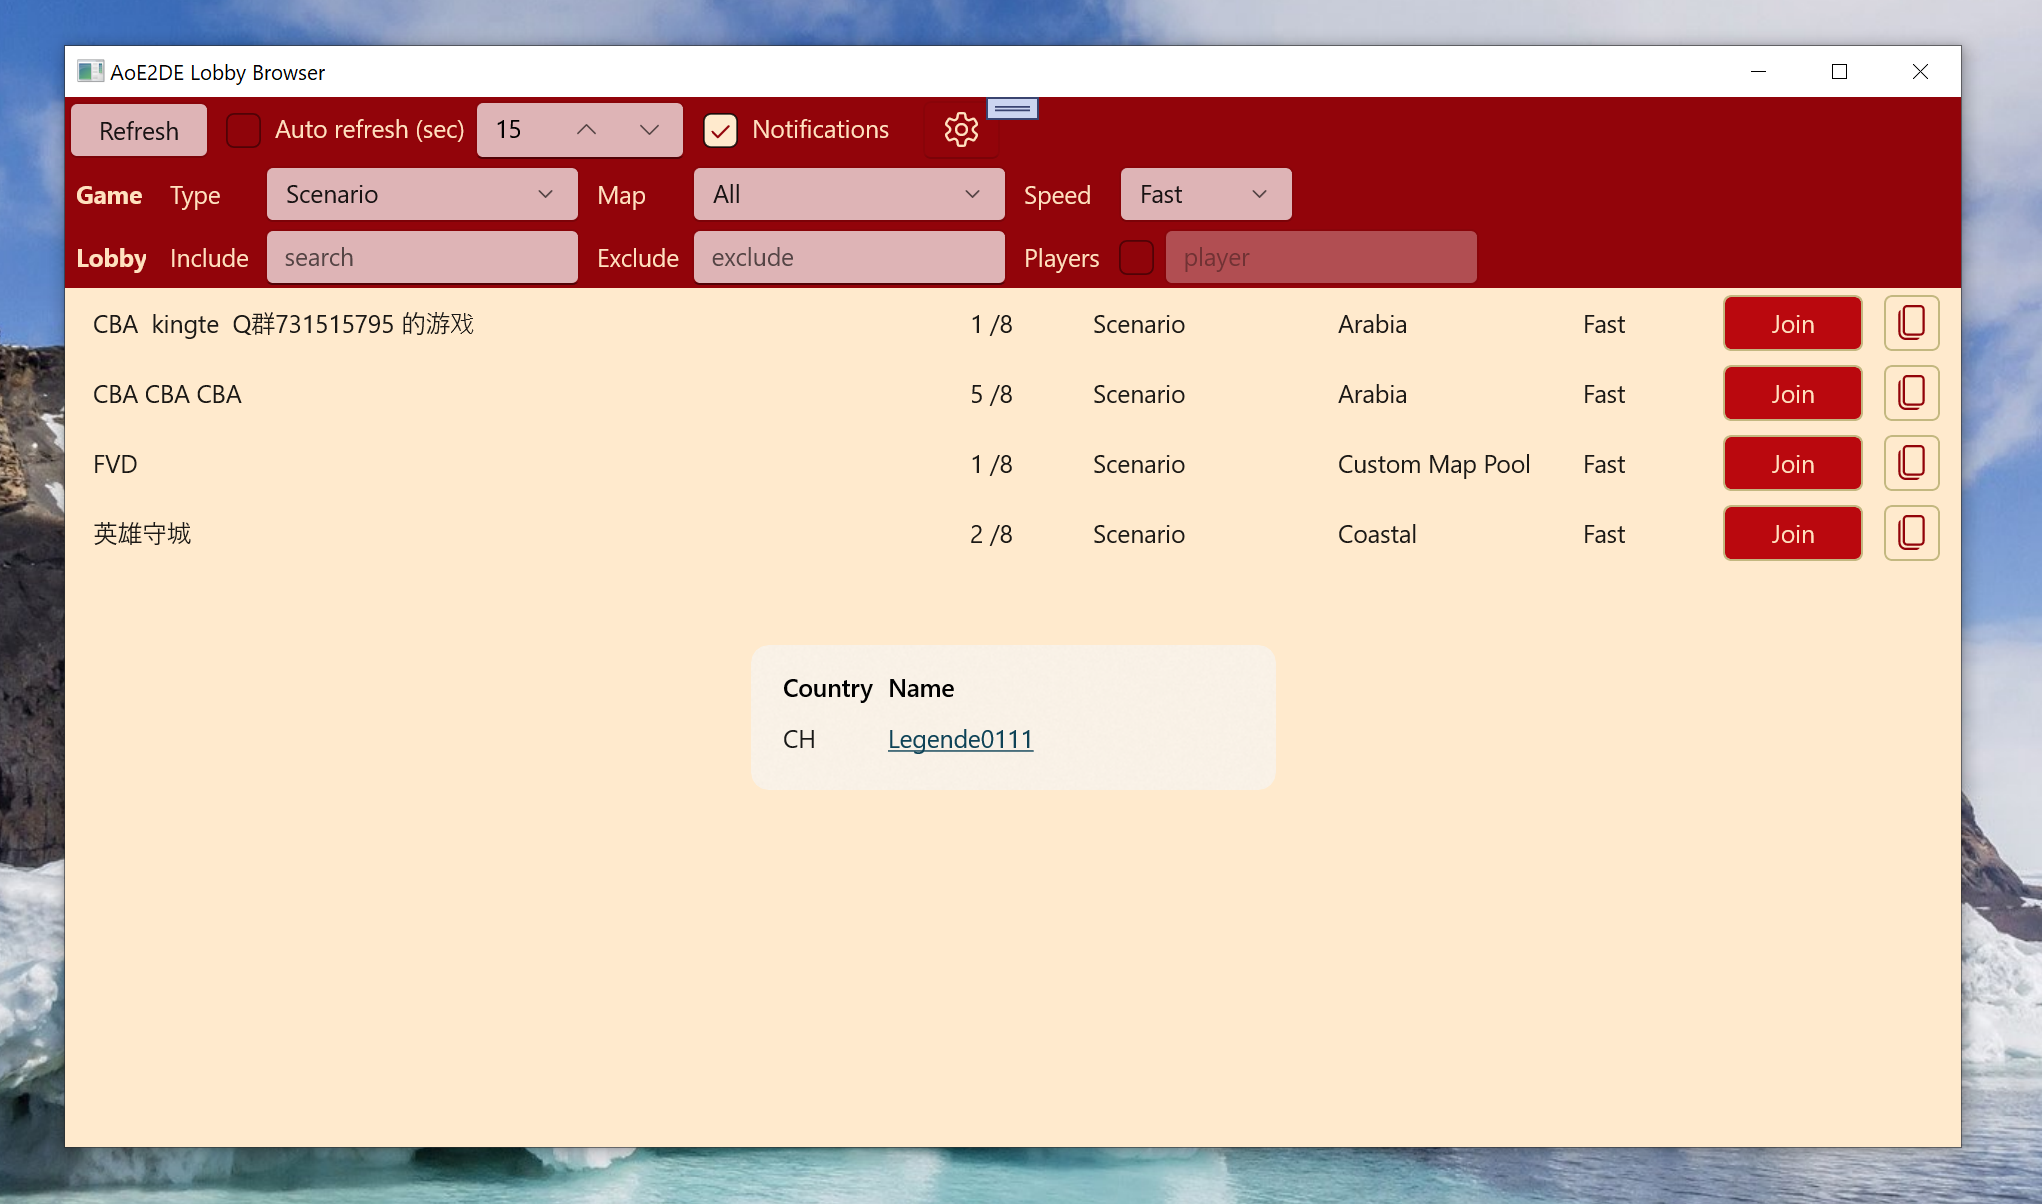 AoE2DE Lobby Browser
Refresh Auto refresh (sec) 15 Notifications
Game Type Scenario Map All Speed Fast
Lobby Include search Exclude exclude Players player
CBA kingte Q群731515795 的游戏 1 /8 Scenario Arabia Fast Join
CBA CBA CBA 5 /8 Scenario Arabia Fast Join
FVD 1 /8 Scenario Custom Map Pool Fast Join
英雄守城 2 /8 Scenario Coastal Fast Join
Country Name
CH Legende0111